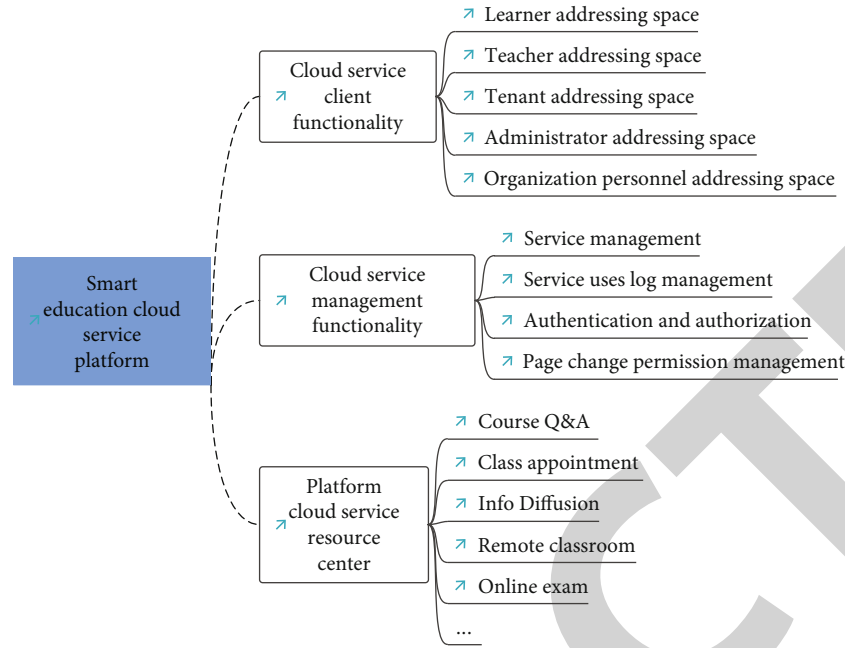 Smart
education cloud
service
platform
Cloud service
client
functionality
Learner addressing space
Teacher addressing space
Tenant addressing space
Administrator addressing space
Organization personnel addressing space
Cloud service
management
functionality
Service management
Service uses log management
Authentication and authorization
Page change permission management
Platform
cloud service
resource
center
Course Q&A
Class appointment
Info Diffusion
Remote classroom
Online exam
...